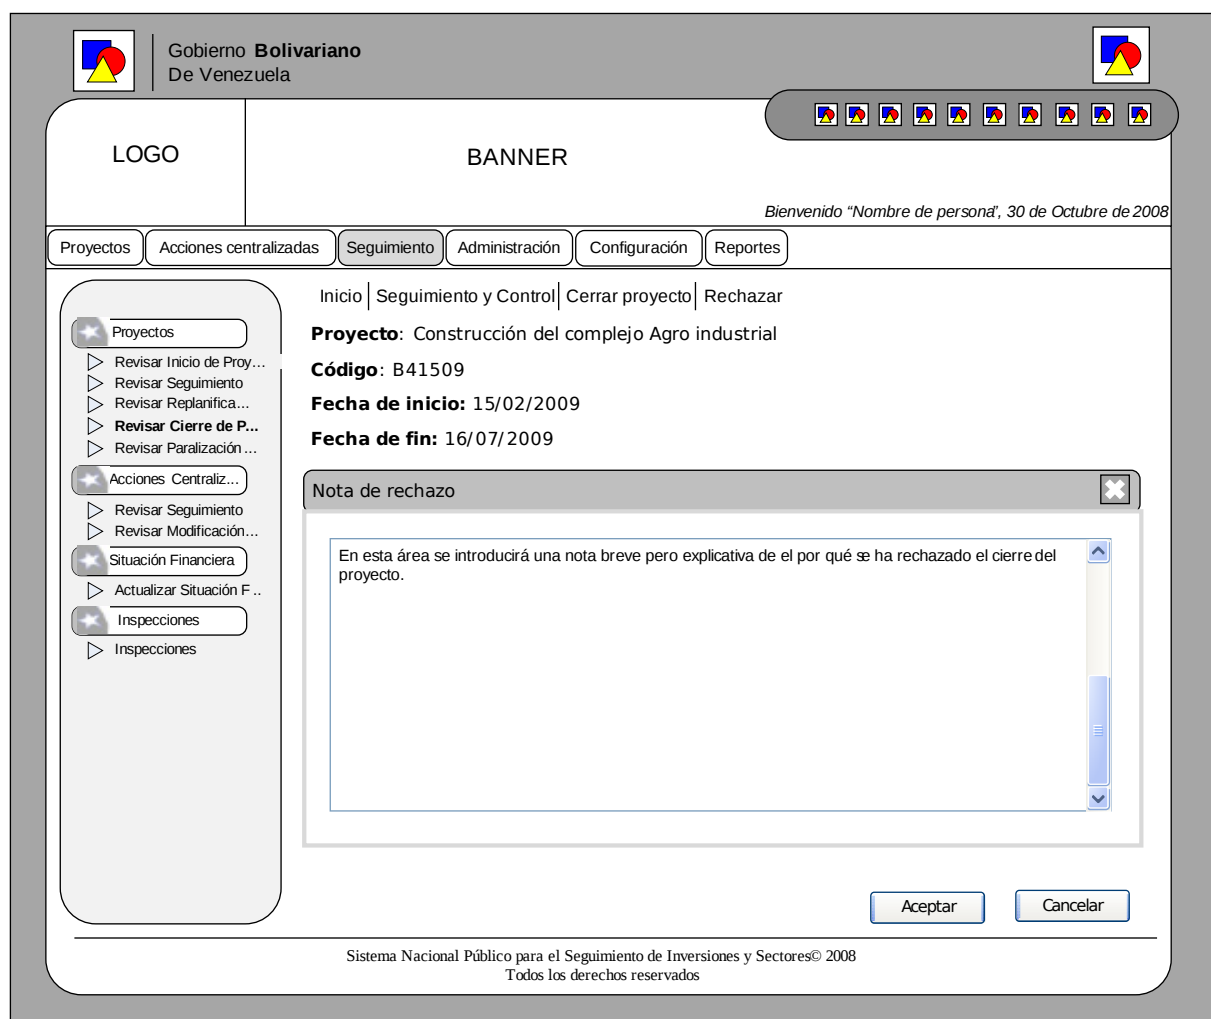 Gobierno Bolivariano
De Venezuela
LOGO
BANNER
Bienvenido “Nombre de persona”, 30 de Octubre de 2008
Proyectos
Acciones centralizadas
Seguimiento
Administración
Configuración
Reportes
Inicio | Seguimiento y Control | Cerrar proyecto | Rechazar
Proyectos
Revisar Inicio de Proy...
Revisar Seguimiento
Revisar Replanifica...
Revisar Cierre de P...
Revisar Paralización ...
Acciones Centraliz...
Revisar Seguimiento
Revisar Modificación...
Situación Financiera
Actualizar Situación F ..
Inspecciones
Inspecciones
Proyecto: Construcción del complejo Agro industrial
Código: B41509
Fecha de inicio: 15/02/2009
Fecha de fin: 16/07/2009
Nota de rechazo
En esta área se introducirá una nota breve pero explicativa de el por qué se ha rechazado el cierre del
proyecto.
Aceptar
Cancelar
Sistema Nacional Público para el Seguimiento de Inversiones y Sectores© 2008
Todos los derechos reservados